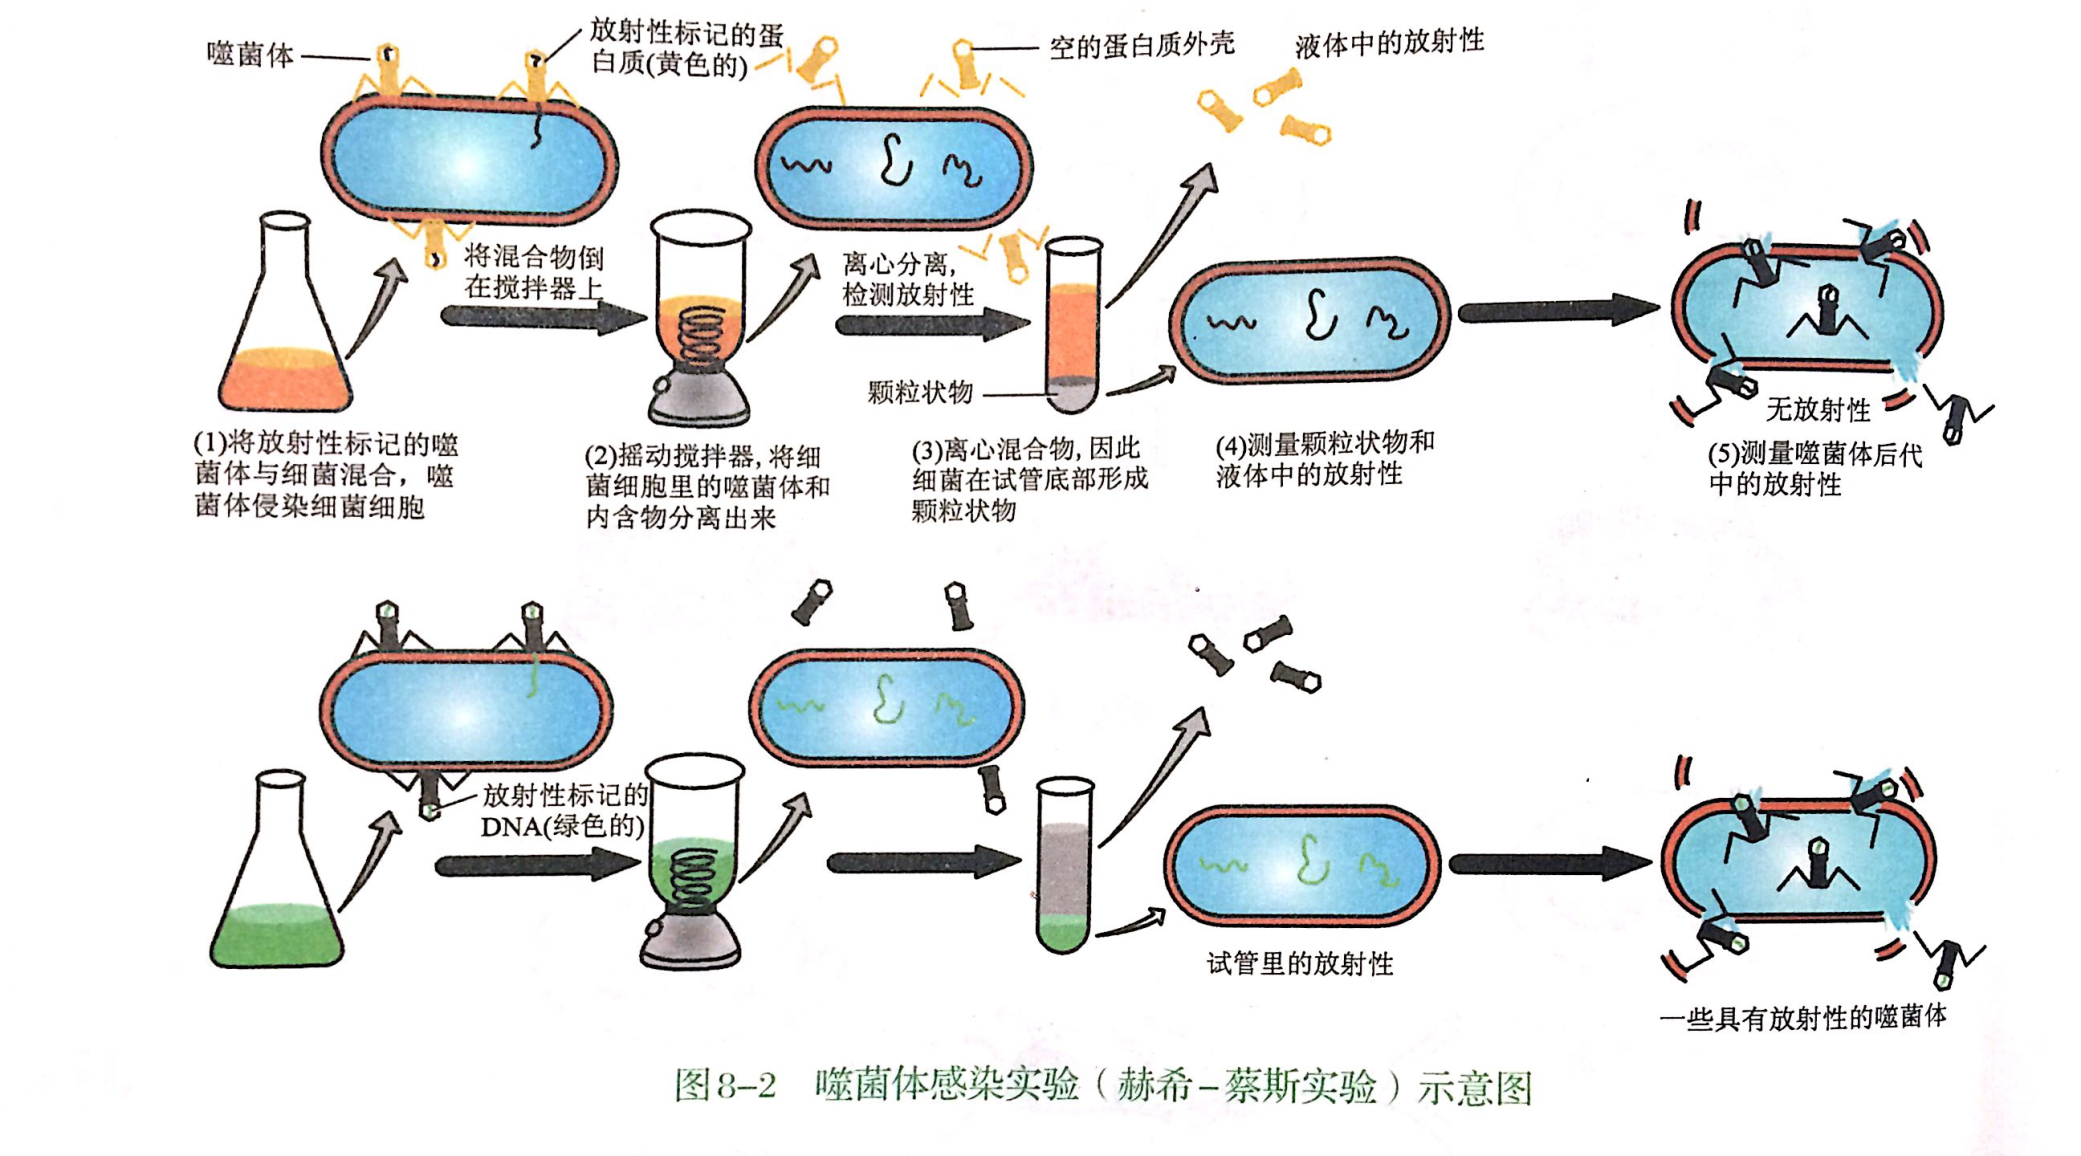 噬菌体
放射性标记的蛋
白质(黄色的)
空的蛋白质外壳
液体中的放射性
将混合物倒
在搅拌器上
离心分离,
检测放射性
颗粒状物
无放射性
(1)将放射性标记的噬
菌体与细菌混合，噬
菌体侵染细菌细胞
(2)摇动搅拌器, 将细
菌细胞里的噬菌体和
内含物分离出来
(3)离心混合物, 因此
细菌在试管底部形成
颗粒状物
(4)测量颗粒状物和
液体中的放射性
(5)测量噬菌体后代
中的放射性
放射性标记的
DNA(绿色的)
试管里的放射性
一些具有放射性的噬菌体
图8-2 噬菌体感染实验（赫希-蔡斯实验）示意图